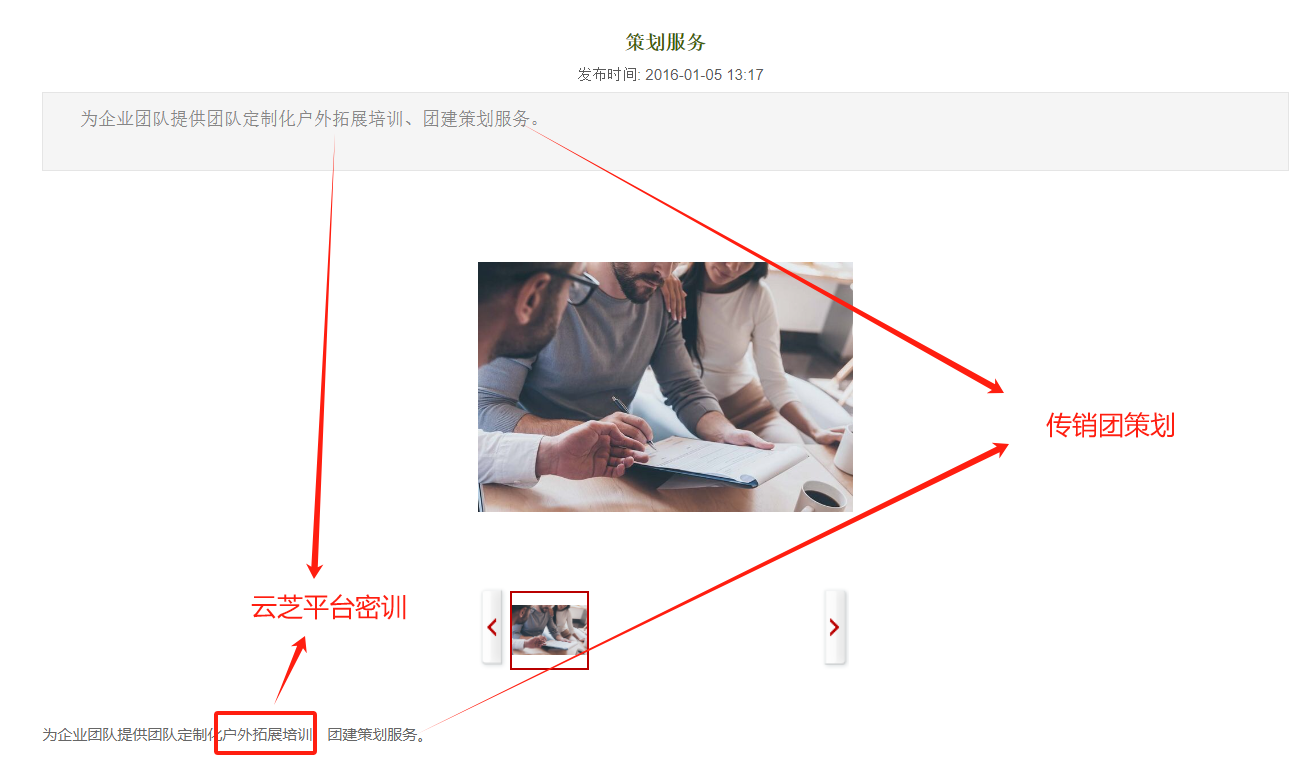 策划服务
发布时间: 2016-01-05 13:17
为企业团队提供团队定制化户外拓展培训、团建策划服务。
传销团策划
云芝平台密训
为企业团队提供团队定制化户外拓展培训 团建策划服务。